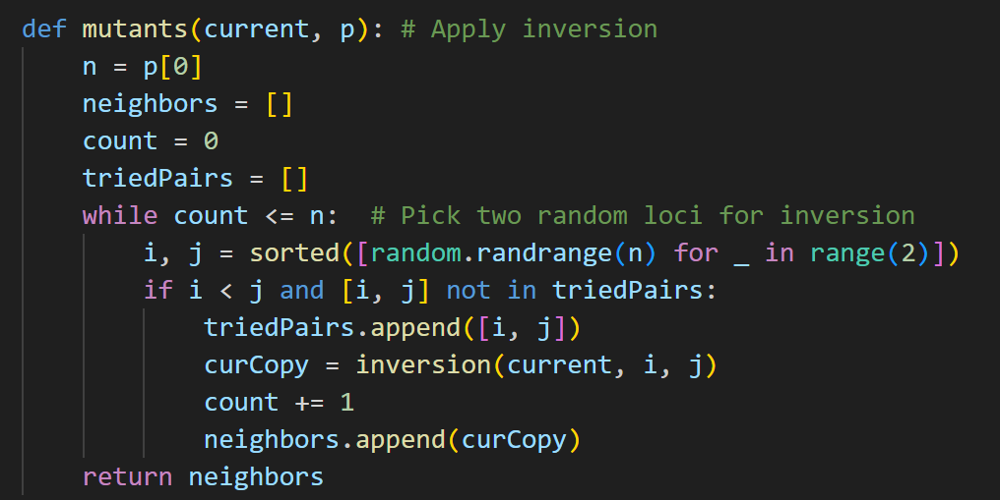 def mutants(current, p): # Apply inversion
    n = p[0]
    neighbors = []
    count = 0
    triedPairs = []
    while count <= n:  # Pick two random loci for inversion
        i, j = sorted([random.randrange(n) for _ in range(2)])
        if i < j and [i, j] not in triedPairs:
            triedPairs.append([i, j])
            curCopy = inversion(current, i, j)
            count += 1
            neighbors.append(curCopy)
    return neighbors